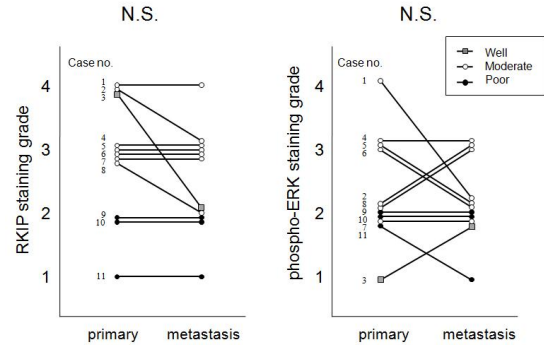 N.S.
RKIP staining grade
Case no.
4
3
2
1
1
2
3
4
5
6
7
8
9
10
11
primary
metastasis
N.S.
phospho-ERK staining grade
Case no.
4
3
2
1
1
4
5
6
2
8
9
10
7
11
3
primary
metastasis
Well
Moderate
Poor